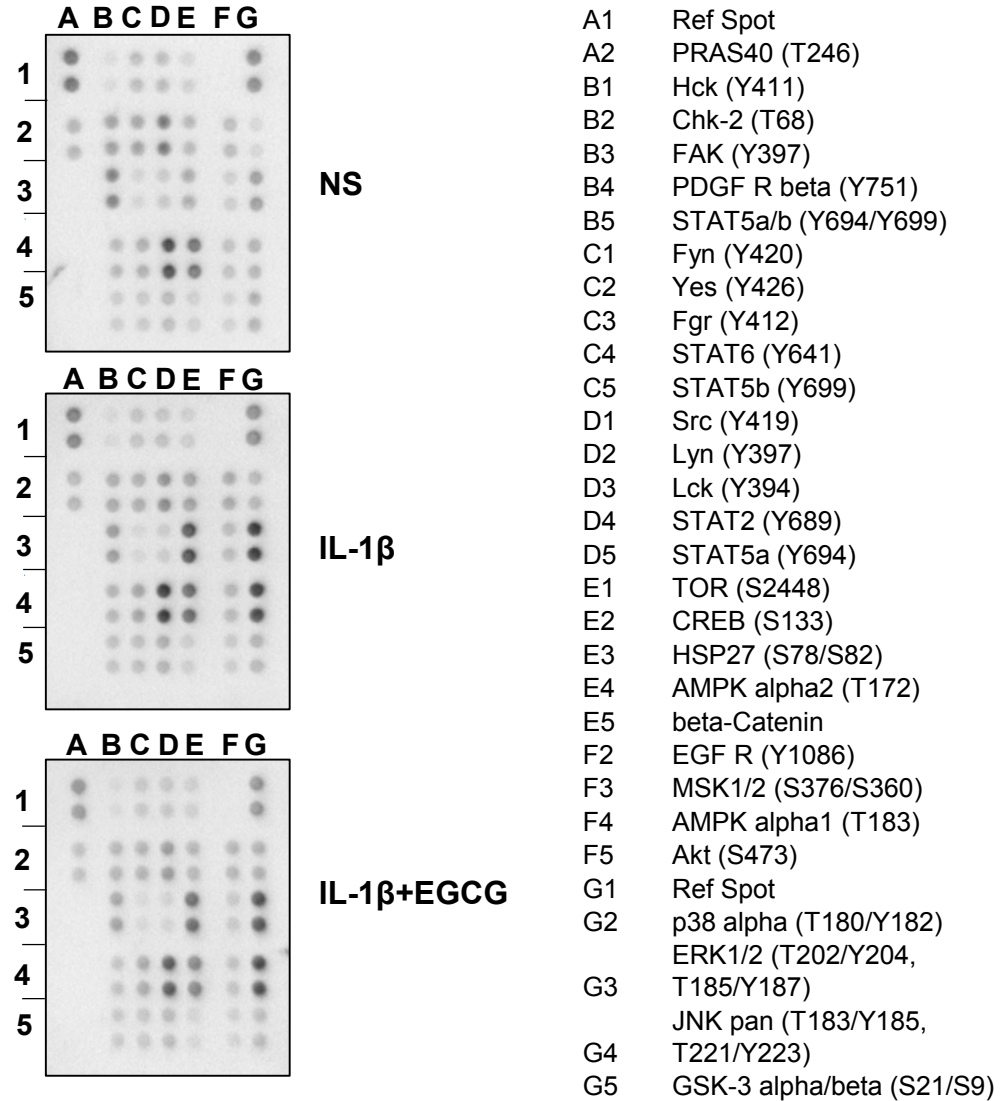 A B C D E F G
1
2
3
4
5
NS
A B C D E F G
1
2
3
4
5
IL-1β
A B C D E F G
1
2
3
4
5
IL-1β+EGCG
A1 Ref Spot
A2 PRAS40 (T246)
B1 Hck (Y411)
B2 Chk-2 (T68)
B3 FAK (Y397)
B4 PDGF R beta (Y751)
B5 STAT5a/b (Y694/Y699)
C1 Fyn (Y420)
C2 Yes (Y426)
C3 Fgr (Y412)
C4 STAT6 (Y641)
C5 STAT5b (Y699)
D1 Src (Y419)
D2 Lyn (Y397)
D3 Lck (Y394)
D4 STAT2 (Y689)
D5 STAT5a (Y694)
E1 TOR (S2448)
E2 CREB (S133)
E3 HSP27 (S78/S82)
E4 AMPK alpha2 (T172)
E5 beta-Catenin
F2 EGF R (Y1086)
F3 MSK1/2 (S376/S360)
F4 AMPK alpha1 (T183)
F5 Akt (S473)
G1 Ref Spot
G2 p38 alpha (T180/Y182)
ERK1/2 (T202/Y204,
G3 T185/Y187)
JNK pan (T183/Y185,
G4 T221/Y223)
G5 GSK-3 alpha/beta (S21/S9)